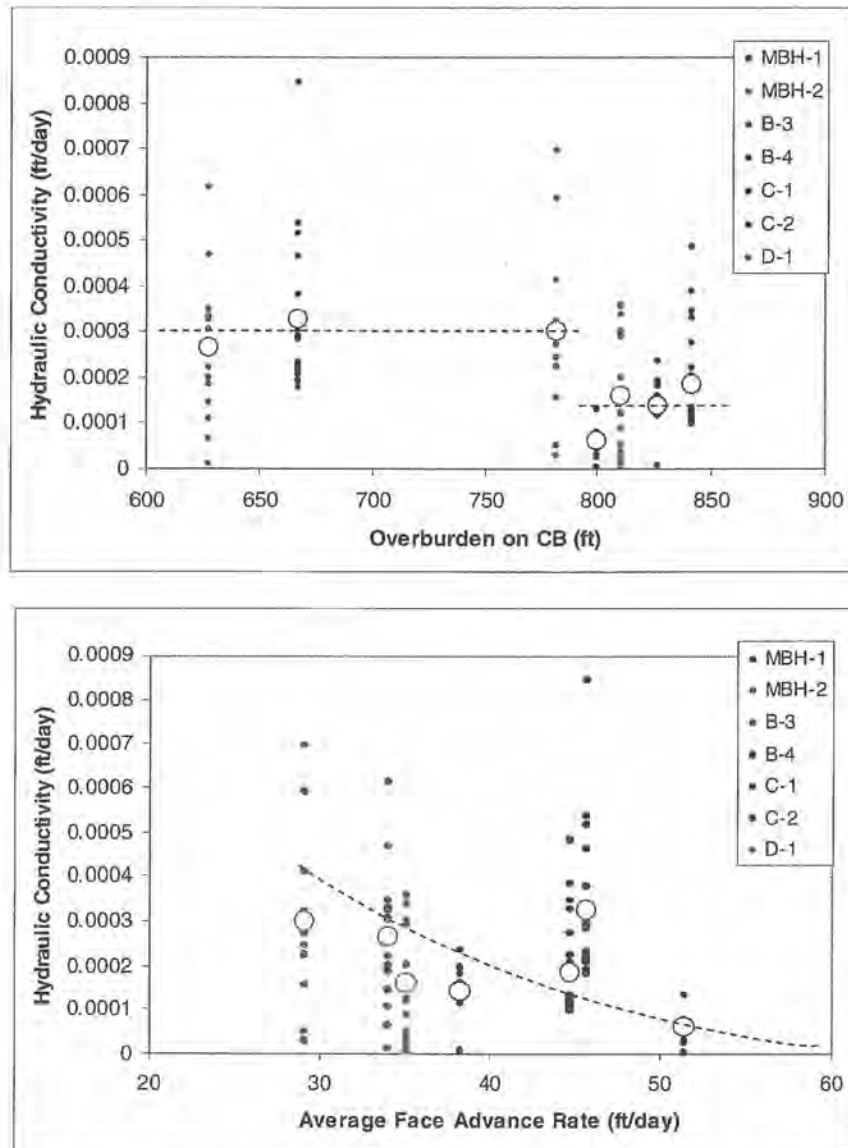 0.0009
0.0008
0.0007
0.0006
0.0005
0.0004
0.0003
0.0002
0.0001
0
Hydraulic Conductivity (ft/day)
600
650
700
750
800
850
900
Overburden on CB (ft)
MBH-1
MBH-2
B-3
B-4
C-1
C-2
D-1
0.0009
0.0008
0.0007
0.0006
0.0005
0.0004
0.0003
0.0002
0.0001
0
Hydraulic Conductivity (ft/day)
20
30
40
50
60
Average Face Advance Rate (ft/day)
MBH-1
MBH-2
B-3
B-4
C-1
C-2
D-1